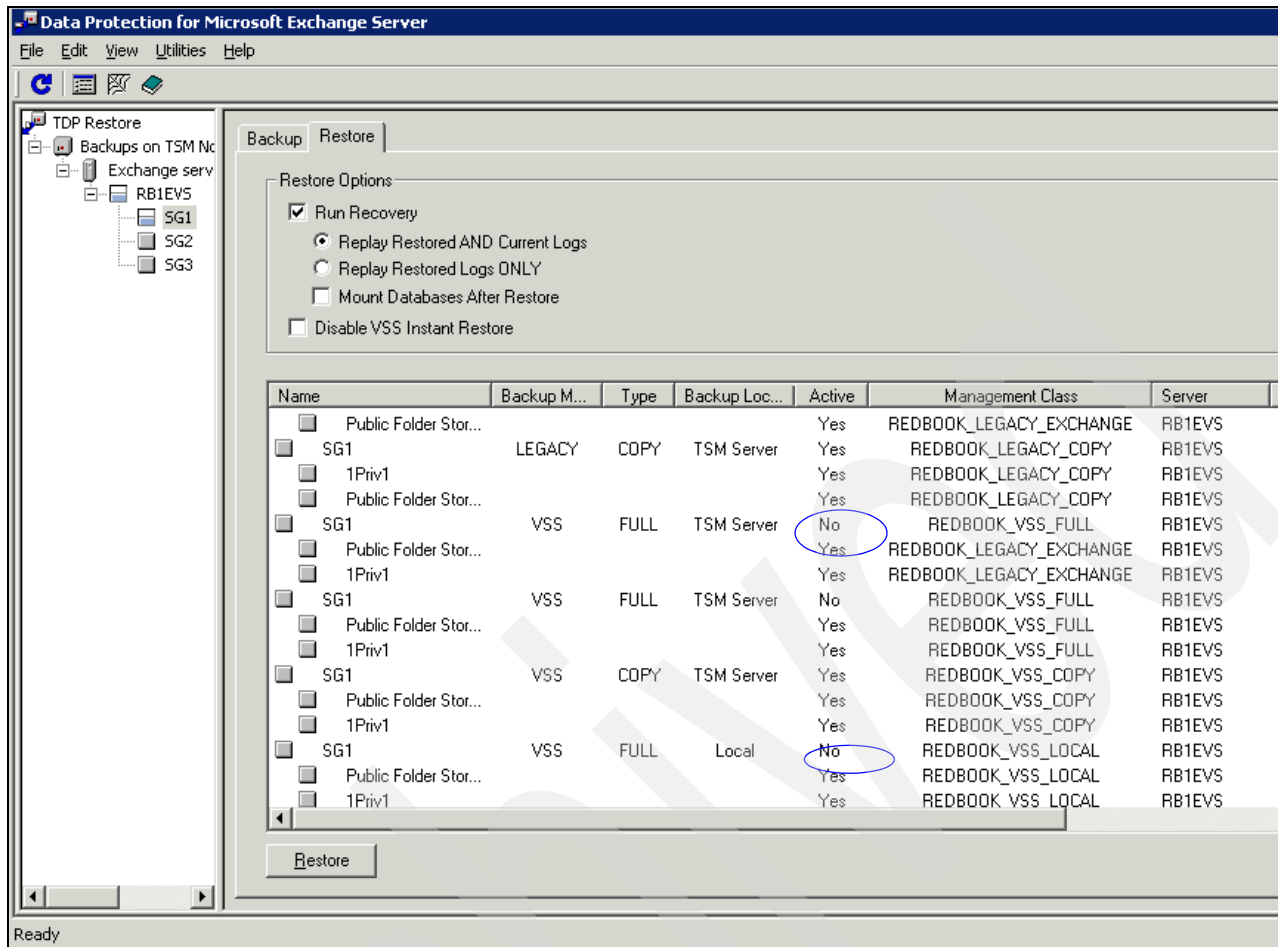 Data Protection for Microsoft Exchange Server
File Edit View Utilities Help
TDP Restore
Backups on TSM Nc
Exchange serv
RB1EVS
SG1
SG2
SG3
Backup Restore
Restore Options
Run Recovery
Replay Restored AND Current Logs
Replay Restored Logs ONLY
Mount Databases After Restore
Disable VSS Instant Restore
Name Backup M... Type Backup Loc... Active Management Class Server
Public Folder Stor... Yes REDBOOK_LEGACY_EXCHANGE RB1EVS
SG1 LEGACY COPY TSM Server Yes REDBOOK_LEGACY_COPY RB1EVS
1Priv1 Yes REDBOOK_LEGACY_COPY RB1EVS
Public Folder Stor... Yes REDBOOK_LEGACY_COPY RB1EVS
SG1 VSS FULL TSM Server No REDBOOK_VSS_FULL RB1EVS
Public Folder Stor... Yes REDBOOK_LEGACY_EXCHANGE RB1EVS
1Priv1 Yes REDBOOK_LEGACY_EXCHANGE RB1EVS
SG1 VSS FULL TSM Server No REDBOOK_VSS_FULL RB1EVS
Public Folder Stor... Yes REDBOOK_VSS_FULL RB1EVS
1Priv1 Yes REDBOOK_VSS_FULL RB1EVS
SG1 VSS COPY TSM Server Yes REDBOOK_VSS_COPY RB1EVS
Public Folder Stor... Yes REDBOOK_VSS_COPY RB1EVS
1Priv1 Yes REDBOOK_VSS_COPY RB1EVS
SG1 VSS FULL Local No REDBOOK_VSS_LOCAL RB1EVS
Public Folder Stor... Yes REDBOOK_VSS_LOCAL RB1EVS
1Priv1 Yes REDBOOK_VSS_LOCAL RB1EVS
Restore
Ready